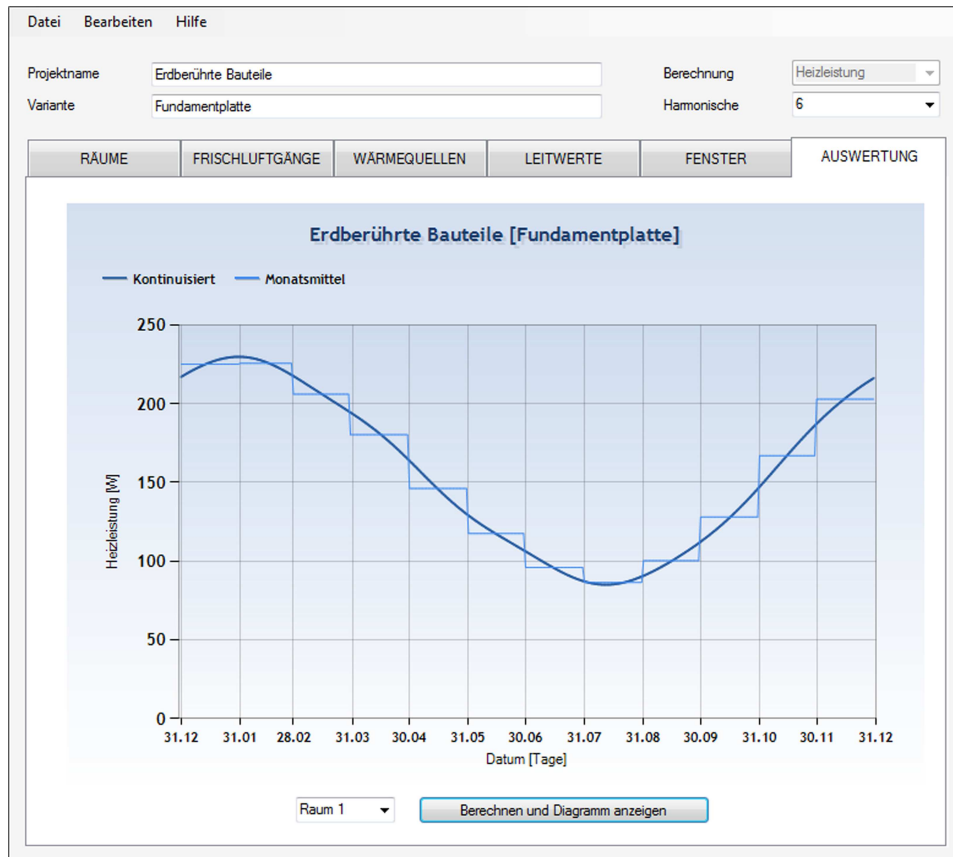 Datei Bearbeiten Hilfe
Projektname Erdberührte Bauteile Berechnung Heizleistung
Variante Fundamentplatte Harmonische 6
RÄUME FRISCHLUFTGÄNGE WÄRMEQUELLEN LEITWERTE FENSTER AUSWERTUNG
Erdberührte Bauteile [Fundamentplatte]
Kontinuisiert Monatsmittel
250
200
150
100
50
0
Heizleistung [W]
31.12 31.01 28.02 31.03 30.04 31.05 30.06 31.07 31.08 30.09 31.10 30.11 31.12
Datum [Tage]
Raum 1 Berechnen und Diagramm anzeigen